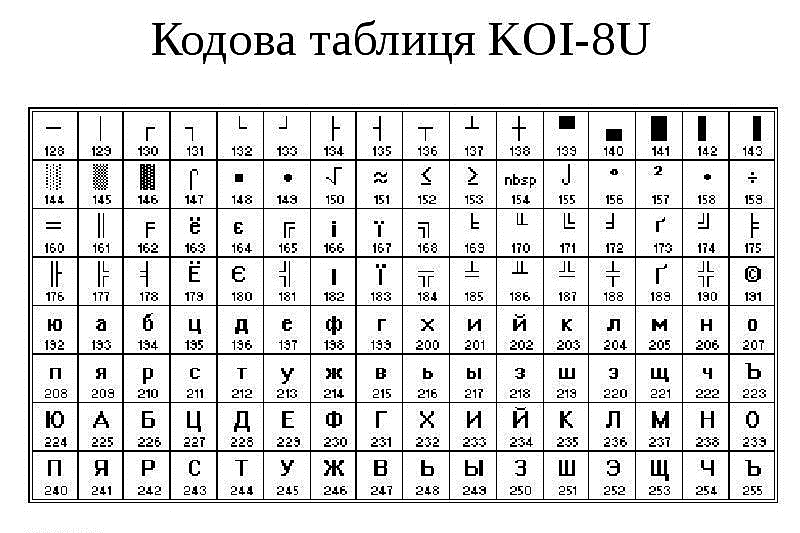 Кодова таблиця KOI-8U
─ │ ┌ ┐ └ ┘ ├ ┤ ┬ ┴ ┼ ▀ ▄ █ ▌ ▐
128 129 130 131 132 133 134 135 136 137 138 139 140 141 142 143
░ ▒ ▓ ⌠ ■ • √ ≈ ≤ ≥ nbsp ⌡ ° ² • ÷
144 145 146 147 148 149 150 151 152 153 154 155 156 157 158 159
═ ║ ╒ ё є ╔ і ї ╗ ╘ ╙ ╚ ╛ ґ ╝ ╞
160 161 162 163 164 165 166 167 168 169 170 171 172 173 174 175
╟ ╠ ╡ Ё Є ╣ І Ї ╦ ╧ ╨ ╩ ╪ Ґ ╬ ©
176 177 178 179 180 181 182 183 184 185 186 187 188 189 190 191
ю а б ц д е ф г х и й к л м н о
192 193 194 195 196 197 198 199 200 201 202 203 204 205 206 207
п я р с т у ж в ь ы з ш э щ ч Ъ
208 209 210 211 212 213 214 215 216 217 218 219 220 221 222 223
Ю А Б Ц Д Е Ф Г Х И Й К Л М Н О
224 225 226 227 228 229 230 231 232 233 234 235 236 237 238 239
П Я Р С Т У Ж В Ь Ы З Ш Э Щ Ч Ъ
240 241 242 243 244 245 246 247 248 249 250 251 252 253 254 255